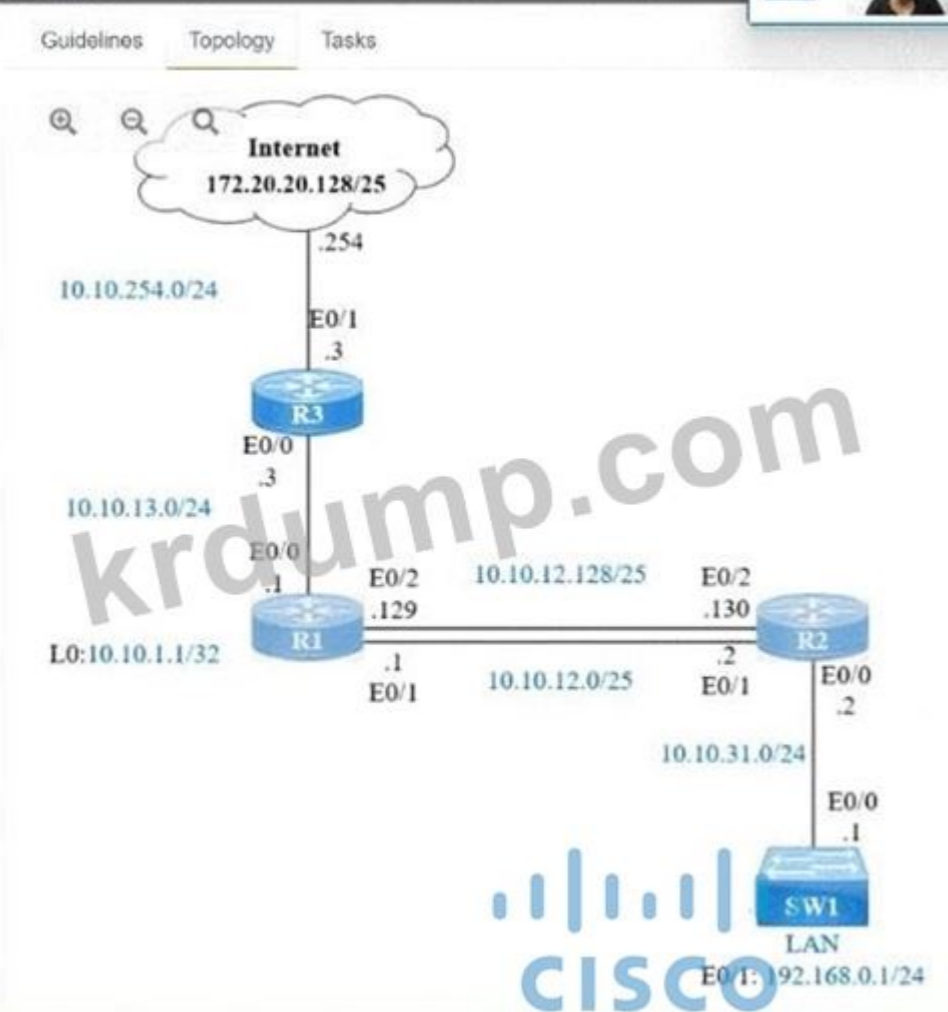 Guidelines Topology Tasks
Internet
172.20.20.128/25
.254
10.10.254.0/24
E0/1
.3
R3
E0/0
.3
10.10.13.0/24
krdump.com
E0/0
.1
E0/2 10.10.12.128/25 E0/2
.129 .130
R1 R2
L0:10.10.1.1/32
.1 .2
E0/1 10.10.12.0/25 E0/1
E0/0
.2
10.10.31.0/24
E0/0
.1
SW1
LAN
CISCO
E0/1: 192.168.0.1/24